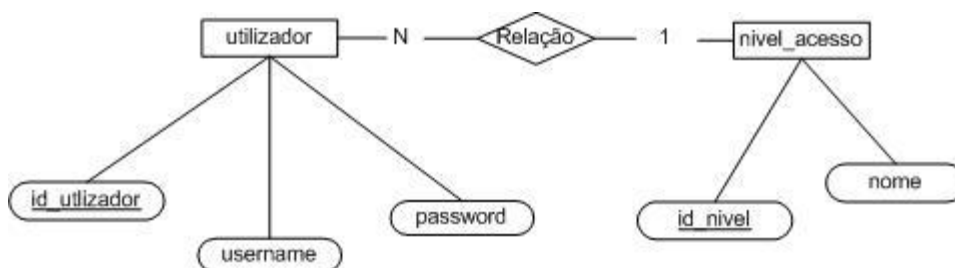 utilizador
N
Relação
1
nivel_acesso
id_utlizador
username
password
id_nivel
nome